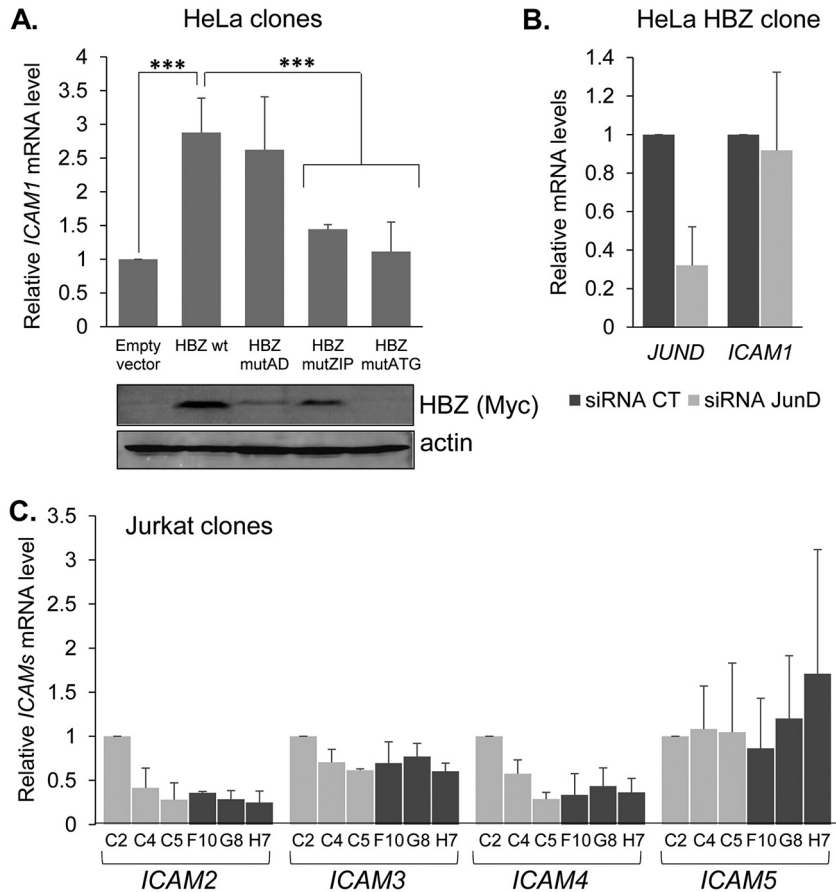 A.
HeLa clones
Relative ICAM1 mRNA level
4
3.5
3
2.5
2
1.5
1
0.5
0
***
***
Empty vector
HBZ wt
HBZ mutAD
HBZ mutZIP
HBZ mutATG
HBZ (Myc)
actin
B.
HeLa HBZ clone
Relative mRNA levels
1.4
1.2
1
0.8
0.6
0.4
0.2
0
JUND ICAM1
siRNA CT siRNA JunD
C.
Jurkat clones
Relative ICAMs mRNA level
3.5
3
2.5
2
1.5
1
0.5
0
C2 C4 C5 F10 G8 H7 C2 C4 C5 F10 G8 H7 C2 C4 C5 F10 G8 H7 C2 C4 C5 F10 G8 H7
ICAM2 ICAM3 ICAM4 ICAM5